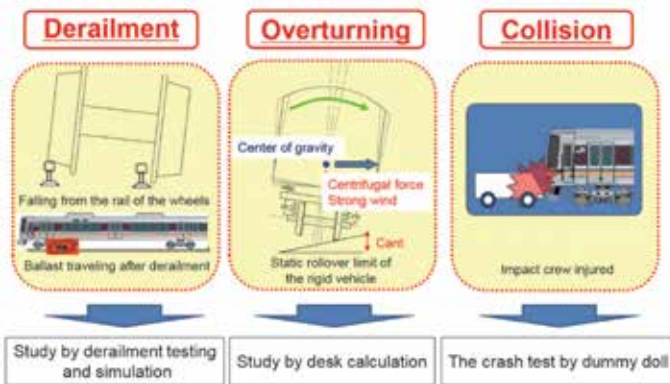 Derailment
Falling from the rail of the wheels
Ballast traveling after derailment
Study by derailment testing
and simulation
Overturning
Center of gravity
Centrifugal force
Strong wind
Cant
Static rollover limit of
the rigid vehicle
Study by desk calculation
Collision
Impact crew injured
The crash test by dummy doll